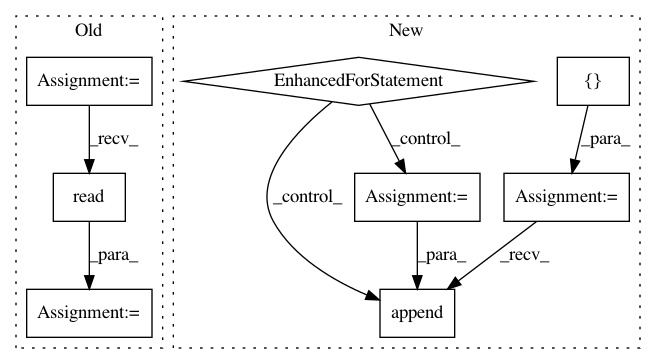 Old
New
Assignment:=
EnhancedForStatement
{}
_recv_
_control_
_para_
read
_control_
Assignment:=
Assignment:=
_para_
_para_
_recv_
Assignment:=
append